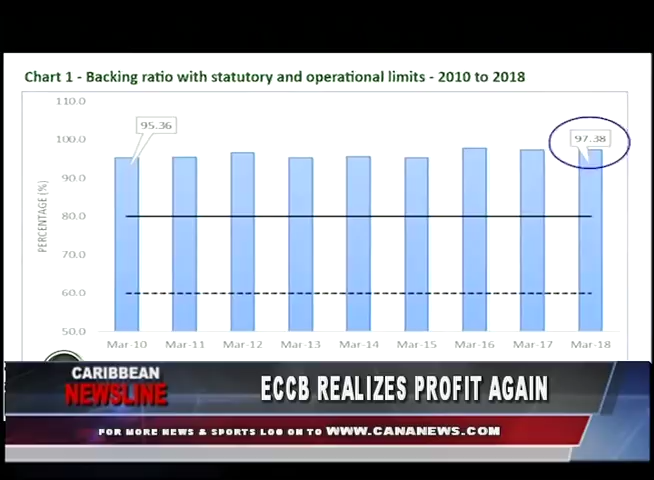 Chart 1 - Backing ratio with statutory and operational limits - 2010 to 2018
110.0
100.0
90.0
80.0
70.0
60.0
50.0
PERCENTAGE (%)
95.36
97.38
Mar-10 Mar-11 Mar-12 Mar-13 Mar-14 Mar-15 Mar-16 Mar-17 Mar-18
CARIBBEAN
NEWSLINE
ECCB REALIZES PROFIT AGAIN
FOR MORE NEWS & SPORTS LOG ON TO WWW.CANANEWS.COM